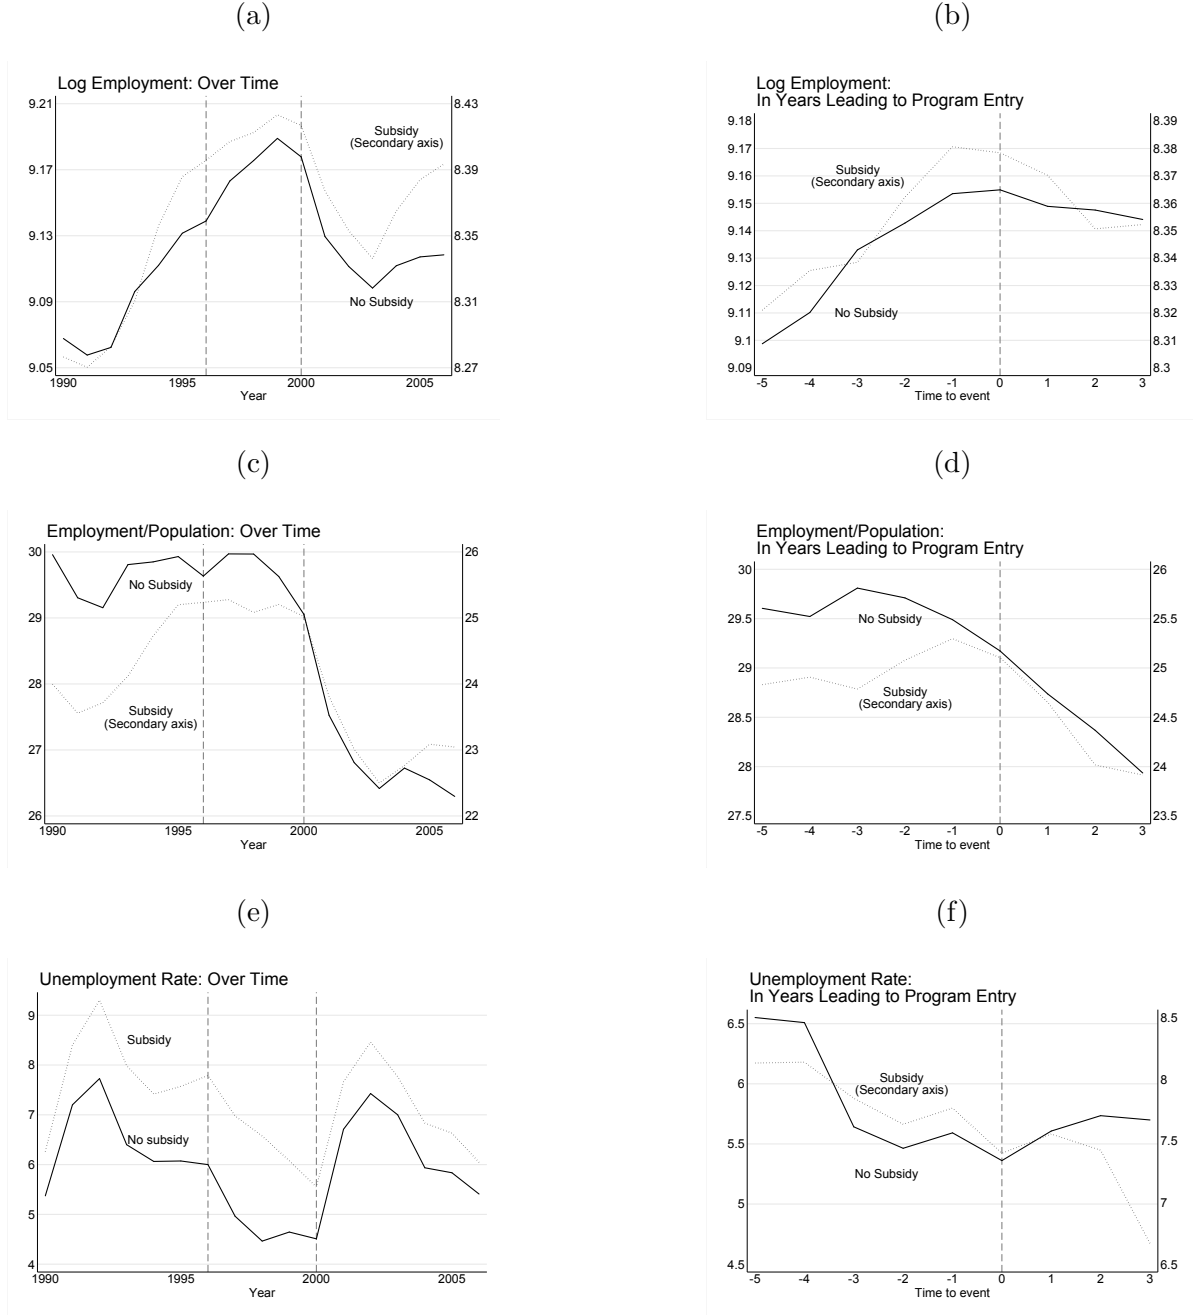 (a)
Log Employment: Over Time
9.21
9.17
9.13
9.09
9.05
8.43
8.39
8.35
8.31
8.27
Subsidy
(Secondary axis)
No Subsidy
1990
1995
2000
2005
Year
(b)
Log Employment:
In Years Leading to Program Entry
9.18
9.17
9.16
9.15
9.14
9.13
9.12
9.11
9.1
9.09
8.39
8.38
8.37
8.36
8.35
8.34
8.33
8.32
8.31
8.3
Subsidy
(Secondary axis)
No Subsidy
-5
-4
-3
-2
-1
0
1
2
3
Time to event
(c)
Employment/Population: Over Time
30
29
28
27
26
26
25
24
23
22
No Subsidy
Subsidy
(Secondary axis)
1990
1995
2000
2005
Year
(d)
Employment/Population:
In Years Leading to Program Entry
30
29.5
29
28.5
28
27.5
26
25.5
25
24.5
24
23.5
No Subsidy
Subsidy
(Secondary axis)
-5
-4
-3
-2
-1
0
1
2
3
Time to event
(e)
Unemployment Rate: Over Time
9
8
7
6
5
4
Subsidy
No subsidy
1990
1995
2000
2005
Year
(f)
Unemployment Rate:
In Years Leading to Program Entry
6.5
6
5.5
5
4.5
8.5
8
7.5
7
6.5
Subsidy
(Secondary axis)
No Subsidy
-5
-4
-3
-2
-1
0
1
2
3
Time to event